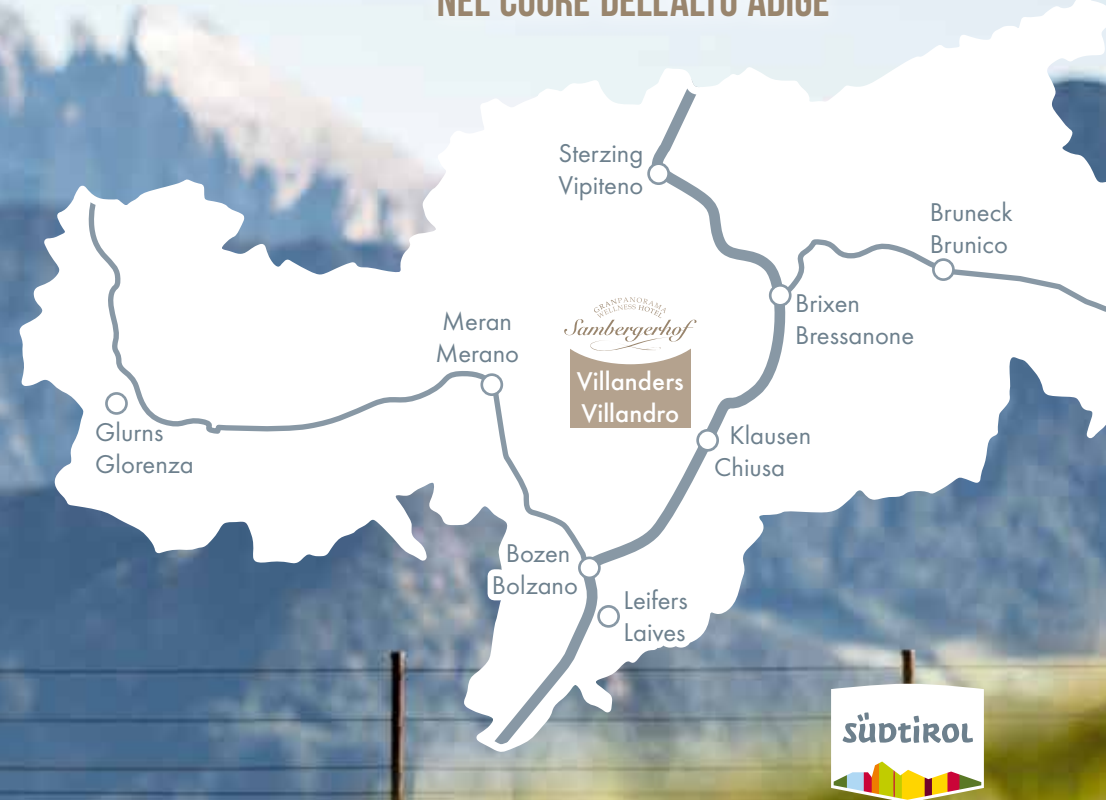 NEL CUORE DELL'ALTO ADIGE
Sterzing
Vipiteno
Bruneck
Brunico
Brixen
Bressanone
Meran
Merano
GRANPANORAMA
WELLNESS HOTEL
Sambergerhof
Villanders
Villandro
Glurns
Glorenza
Klausen
Chiusa
Bozen
Bolzano
Leifers
Laives
SÜDTIROL